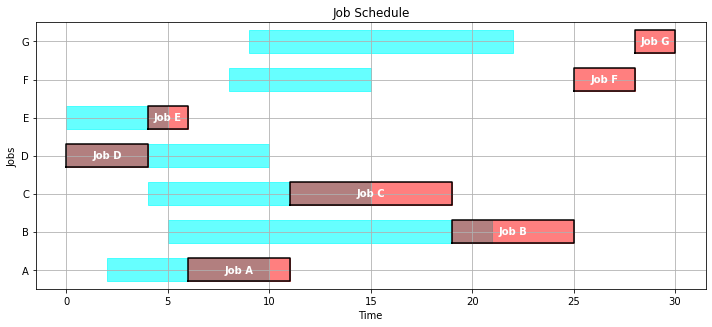 Job Schedule
G
Job G
F
Job F
E
Job E
D
Job D
C
Job C
B
Job B
A
Job A
Jobs
0 5 10 15 20 25 30
Time